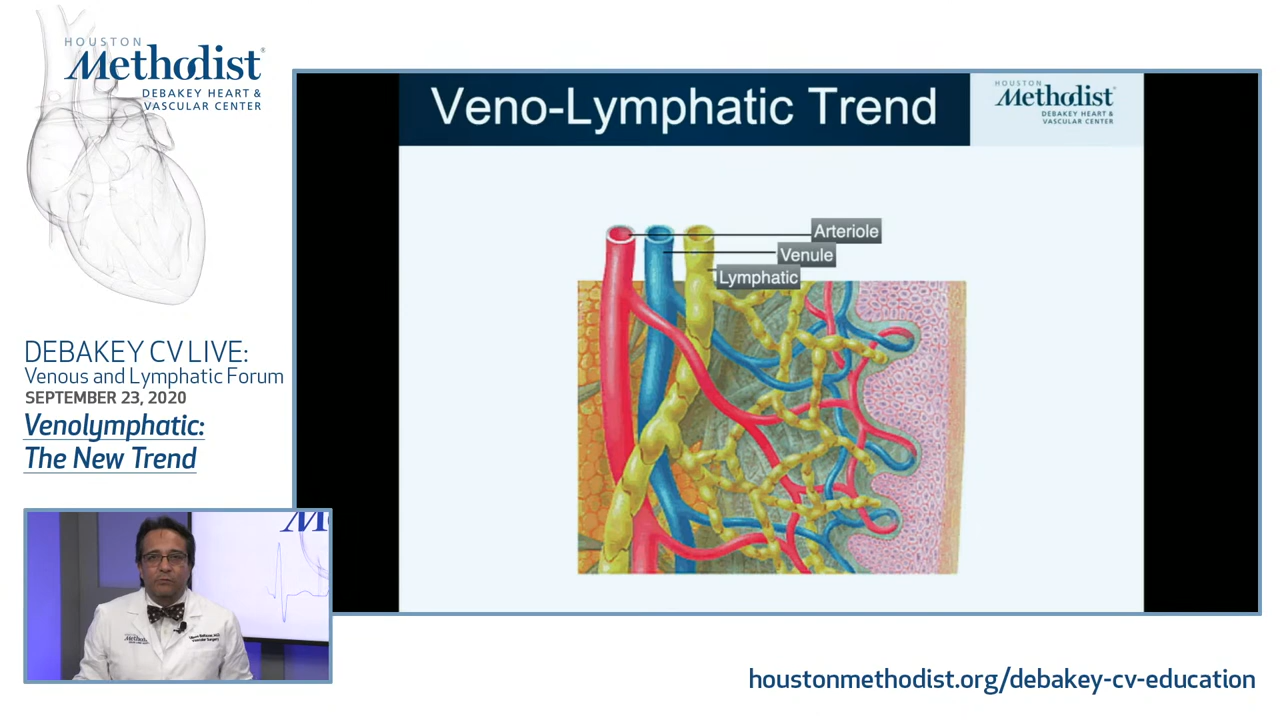 HOUSTON
Methodist
DEBAKEY HEART &
VASCULAR CENTER
DEBAKEY CV LIVE:
Venous and Lymphatic Forum
SEPTEMBER 23, 2020
Venolymphatic:
The New Trend
Veno-Lymphatic Trend
HOUSTON
Methodist
DEBAKEY HEART &
VASCULAR CENTER
Arteriole
Venule
Lymphatic
houstonmethodist.org/debakey-cv-education